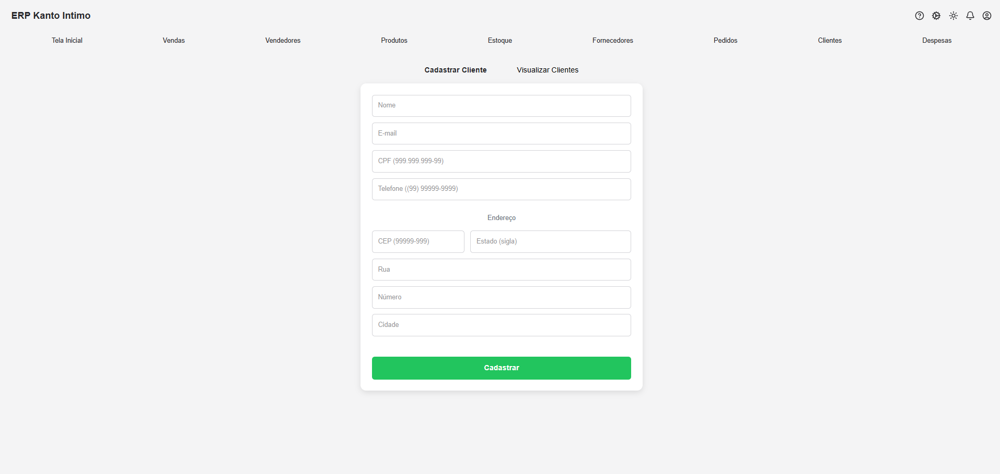 ERP Kanto Intimo
Tela Inicial Vendas Vendedores Produtos Estoque Fornecedores Pedidos Clientes Despesas
Cadastrar Cliente Visualizar Clientes
Nome
E-mail
CPF (999.999.999-99)
Telefone ((99) 99999-9999)
Endereço
CEP (99999-999) Estado (sigla)
Rua
Número
Cidade
Cadastrar